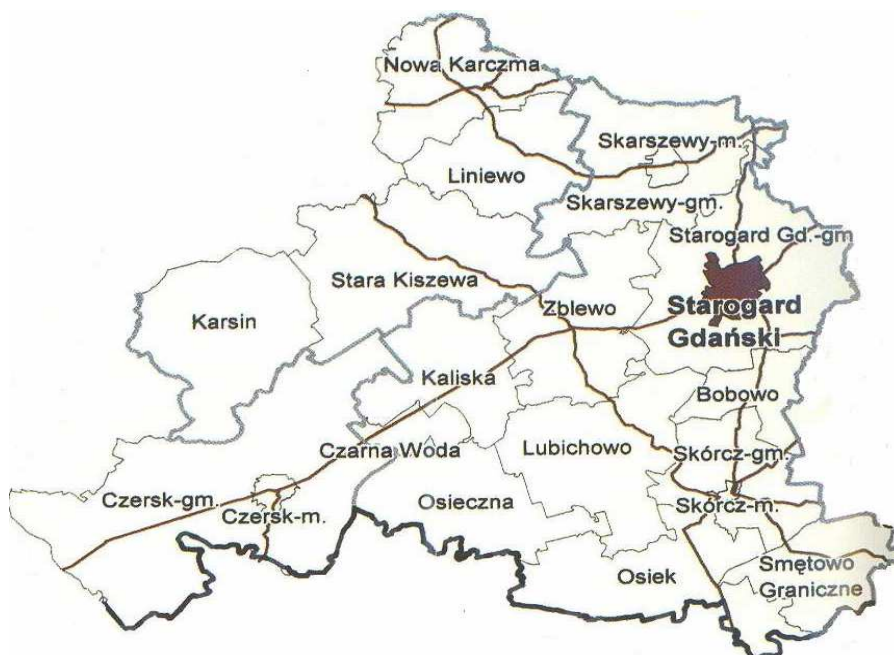 Nowa Karczma
Skarszewy-m.
Liniewo
Skarszewy-gm.
Starogard Gd.-gm
Stara Kiszewa
Karsin
Zblewo
Starogard
Gdański
Kaliska
Bobowo
Czarna Woda
Lubichowo
Skórcz-gm.
Czersk-gm.
Czersk-m.
Osieczna
Skórcz-m.
Osiek
Smętowo
Graniczne